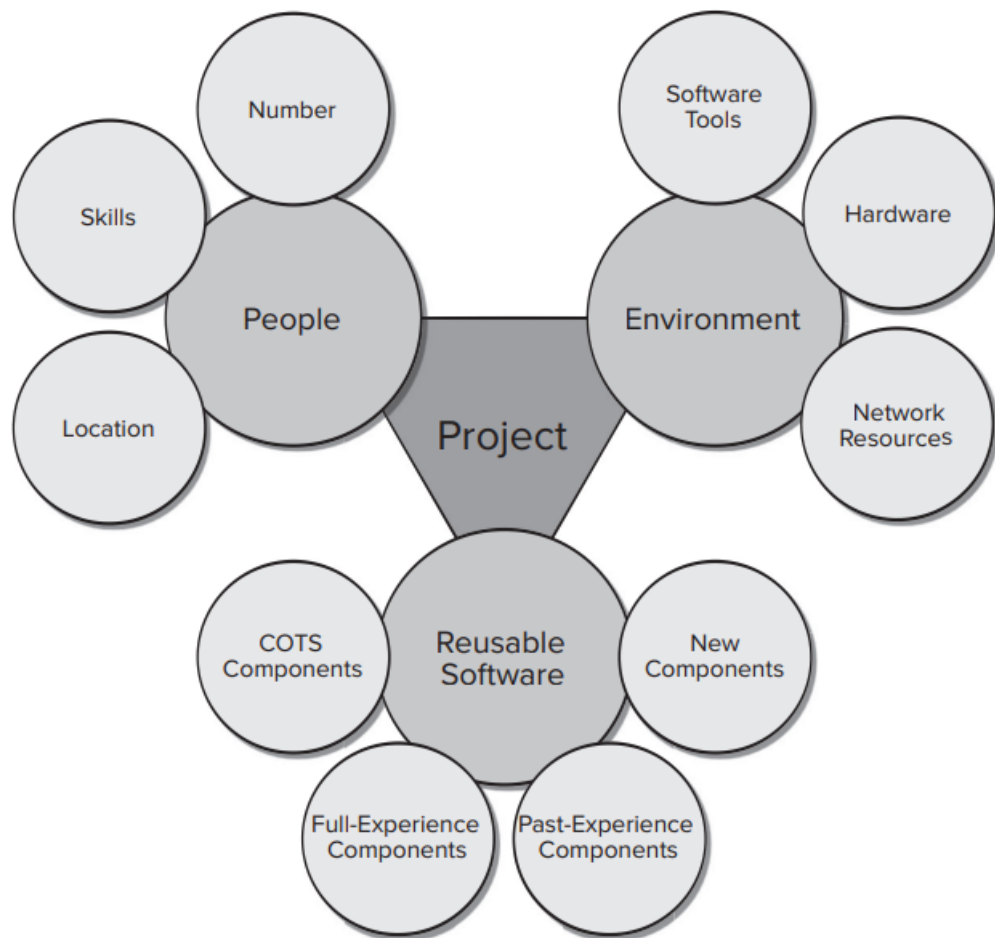 Number
Skills
People
Location
Software
Tools
Hardware
Environment
Network
Resources
Project
COTS
Components
Reusable
Software
New
Components
Full-Experience
Components
Past-Experience
Components